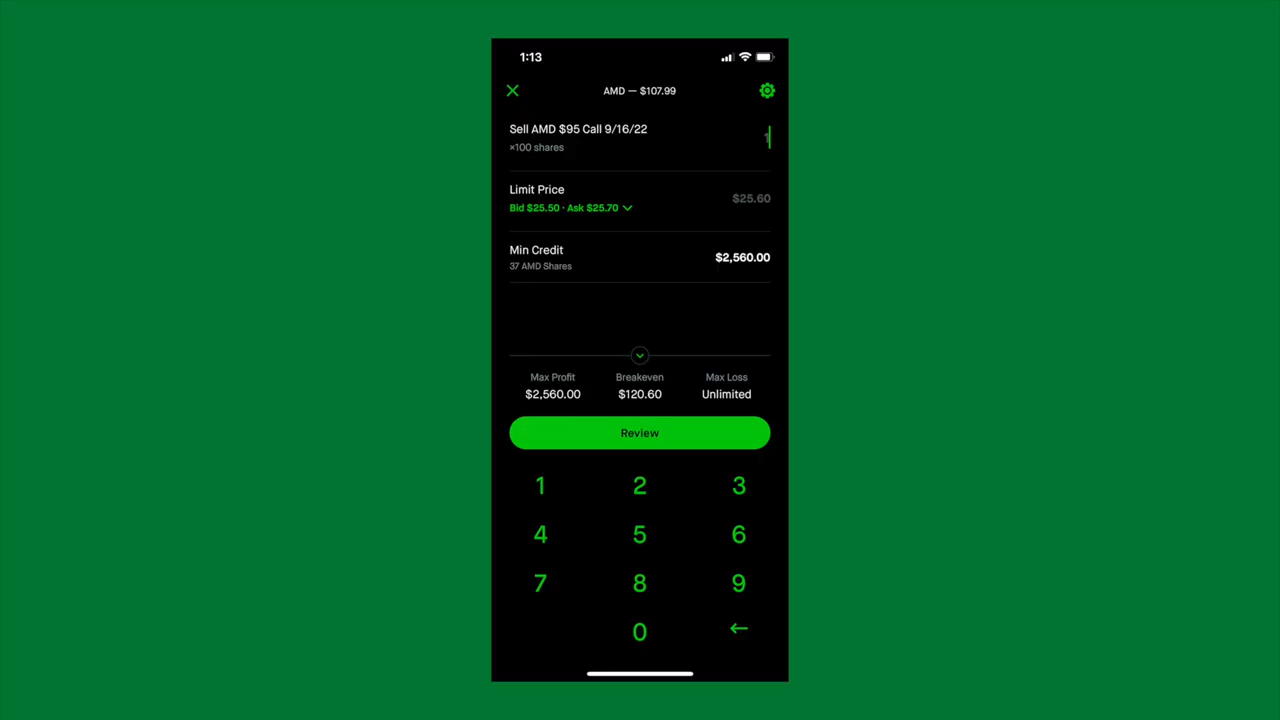 1:13
AMD — $107.99
Sell AMD $95 Call 9/16/22
1
×100 shares
Limit Price
$25.60
Bid $25.50 · Ask $25.70
Min Credit
$2,560.00
37 AMD Shares
Max Profit Breakeven Max Loss
$2,560.00 $120.60 Unlimited
Review
1 2 3
4 5 6
7 8 9
0